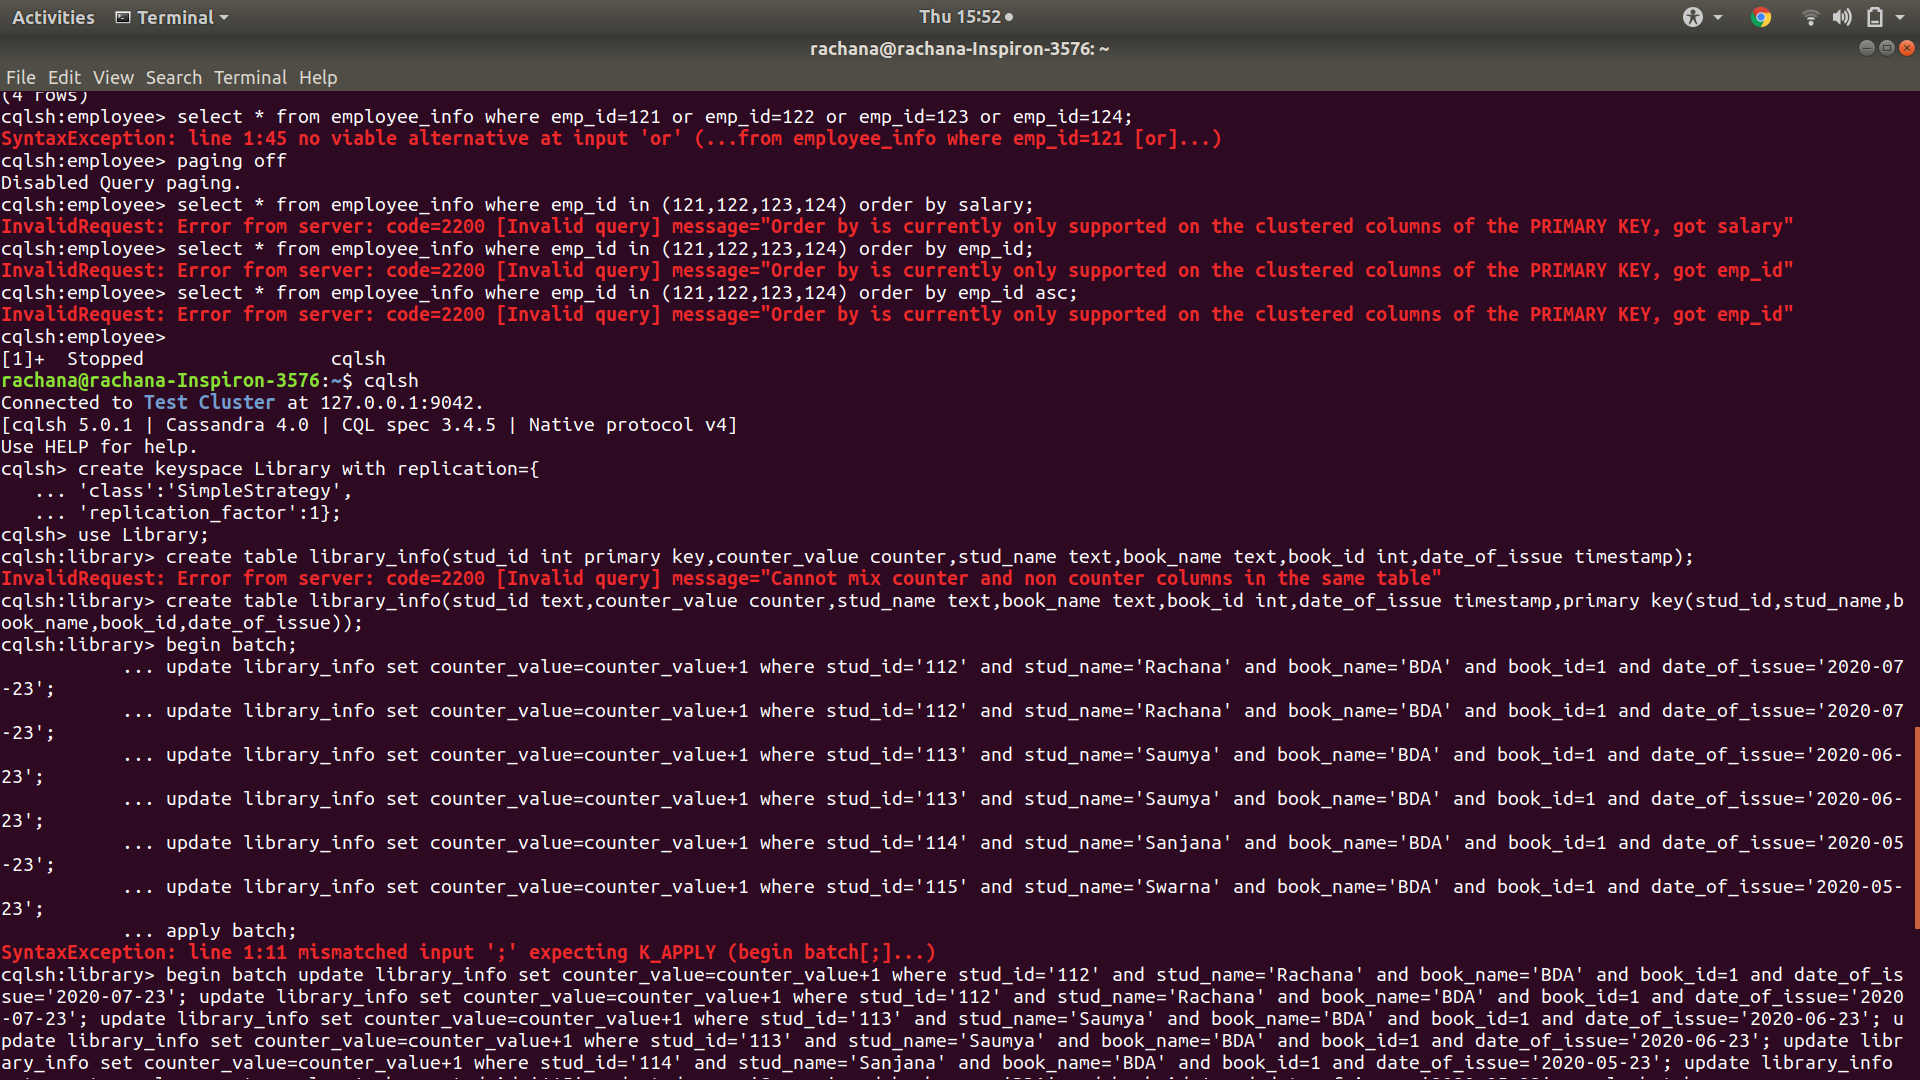 Activities Terminal Thu 15:52
rachana@rachana-Inspiron-3576: ~
File Edit View Search Terminal Help
(4 rows)
cqlsh:employee> select * from employee_info where emp_id=121 or emp_id=122 or emp_id=123 or emp_id=124;
SyntaxException: line 1:45 no viable alternative at input 'or' (...from employee_info where emp_id=121 [or]...)
cqlsh:employee> paging off
Disabled Query paging.
cqlsh:employee> select * from employee_info where emp_id in (121,122,123,124) order by salary;
InvalidRequest: Error from server: code=2200 [Invalid query] message="Order by is currently only supported on the clustered columns of the PRIMARY KEY, got salary"
cqlsh:employee> select * from employee_info where emp_id in (121,122,123,124) order by emp_id;
InvalidRequest: Error from server: code=2200 [Invalid query] message="Order by is currently only supported on the clustered columns of the PRIMARY KEY, got emp_id"
cqlsh:employee> select * from employee_info where emp_id in (121,122,123,124) order by emp_id asc;
InvalidRequest: Error from server: code=2200 [Invalid query] message="Order by is currently only supported on the clustered columns of the PRIMARY KEY, got emp_id"
cqlsh:employee>
[1]+  Stopped                 cqlsh
rachana@rachana-Inspiron-3576:~$ cqlsh
Connected to Test Cluster at 127.0.0.1:9042.
[cqlsh 5.0.1 | Cassandra 4.0 | CQL spec 3.4.5 | Native protocol v4]
Use HELP for help.
cqlsh> create keyspace Library with replication={
   ... 'class':'SimpleStrategy',
   ... 'replication_factor':1};
cqlsh> use Library;
cqlsh:library> create table library_info(stud_id int primary key,counter_value counter,stud_name text,book_name text,book_id int,date_of_issue timestamp);
InvalidRequest: Error from server: code=2200 [Invalid query] message="Cannot mix counter and non counter columns in the same table"
cqlsh:library> create table library_info(stud_id text,counter_value counter,stud_name text,book_name text,book_id int,date_of_issue timestamp,primary key(stud_id,stud_name,b
ook_name,book_id,date_of_issue));
cqlsh:library> begin batch;
           ... update library_info set counter_value=counter_value+1 where stud_id='112' and stud_name='Rachana' and book_name='BDA' and book_id=1 and date_of_issue='2020-07
-23';
           ... update library_info set counter_value=counter_value+1 where stud_id='112' and stud_name='Rachana' and book_name='BDA' and book_id=1 and date_of_issue='2020-07
-23';
           ... update library_info set counter_value=counter_value+1 where stud_id='113' and stud_name='Saumya' and book_name='BDA' and book_id=1 and date_of_issue='2020-06-
23';
           ... update library_info set counter_value=counter_value+1 where stud_id='113' and stud_name='Saumya' and book_name='BDA' and book_id=1 and date_of_issue='2020-06-
23';
           ... update library_info set counter_value=counter_value+1 where stud_id='114' and stud_name='Sanjana' and book_name='BDA' and book_id=1 and date_of_issue='2020-05
-23';
           ... update library_info set counter_value=counter_value+1 where stud_id='115' and stud_name='Swarna' and book_name='BDA' and book_id=1 and date_of_issue='2020-05-
23';
           ... apply batch;
SyntaxException: line 1:11 mismatched input ';' expecting K_APPLY (begin batch[;]...)
cqlsh:library> begin batch update library_info set counter_value=counter_value+1 where stud_id='112' and stud_name='Rachana' and book_name='BDA' and book_id=1 and date_of_is
sue='2020-07-23'; update library_info set counter_value=counter_value+1 where stud_id='112' and stud_name='Rachana' and book_name='BDA' and book_id=1 and date_of_issue='2020
-07-23'; update library_info set counter_value=counter_value+1 where stud_id='113' and stud_name='Saumya' and book_name='BDA' and book_id=1 and date_of_issue='2020-06-23'; u
pdate library_info set counter_value=counter_value+1 where stud_id='113' and stud_name='Saumya' and book_name='BDA' and book_id=1 and date_of_issue='2020-06-23'; update libr
ary_info set counter_value=counter_value+1 where stud_id='114' and stud_name='Sanjana' and book_name='BDA' and book_id=1 and date_of_issue='2020-05-23'; update library_info